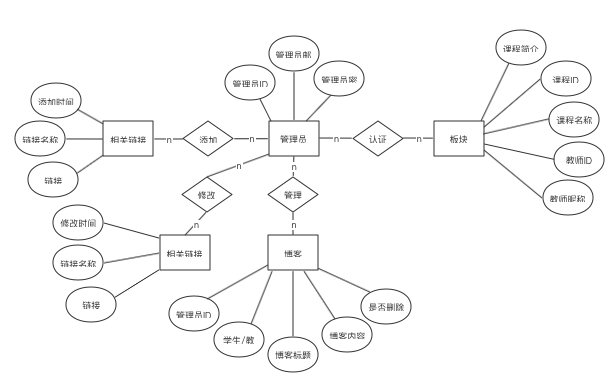 课程简介
管理员邮
管理员ID
管理员密
课程ID
添加时间
课程名称
链接名称
相关链接
n
添加
n
管理员
n
认证
n
板块
教师ID
链接
n
n
修改
管理
教师昵称
修改时间
n
n
链接名称
相关链接
博客
链接
管理员ID
是否删除
学生/教
博客内容
博客标题